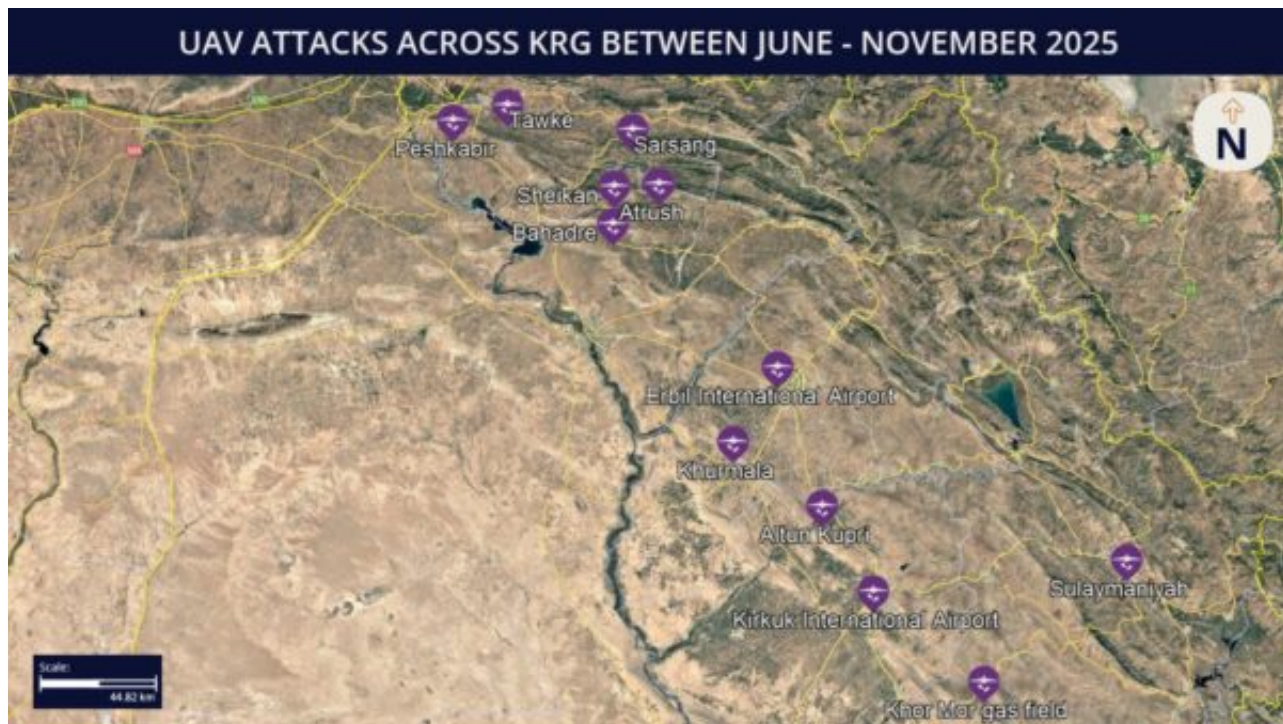 UAV ATTACKS ACROSS KRG BETWEEN JUNE - NOVEMBER 2025
N
Tawke
Peshkabir
Sarsang
Sheikan
Atrush
Bahadre
Erbil International Airport
Khurmala
Altun Kupri
Sulaymaniyah
Kirkuk International Airport
Khor Mor gas field
Scale:
44.82 km